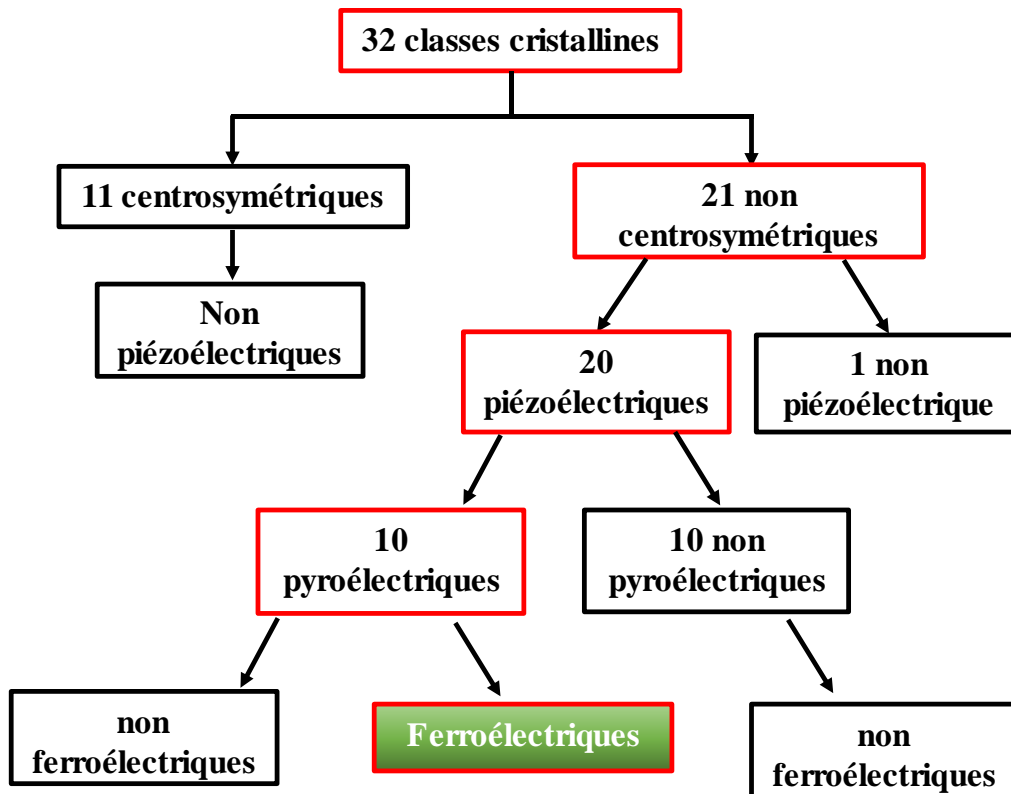 32 classes cristallines
11 centrosymétriques
21 non
centrosymétriques
Non
piézoélectriques
20
piézoélectriques
1 non
piézoélectrique
10
pyroélectriques
10 non
pyroélectriques
non
ferroélectriques
Ferroélectriques
non
ferroélectriques